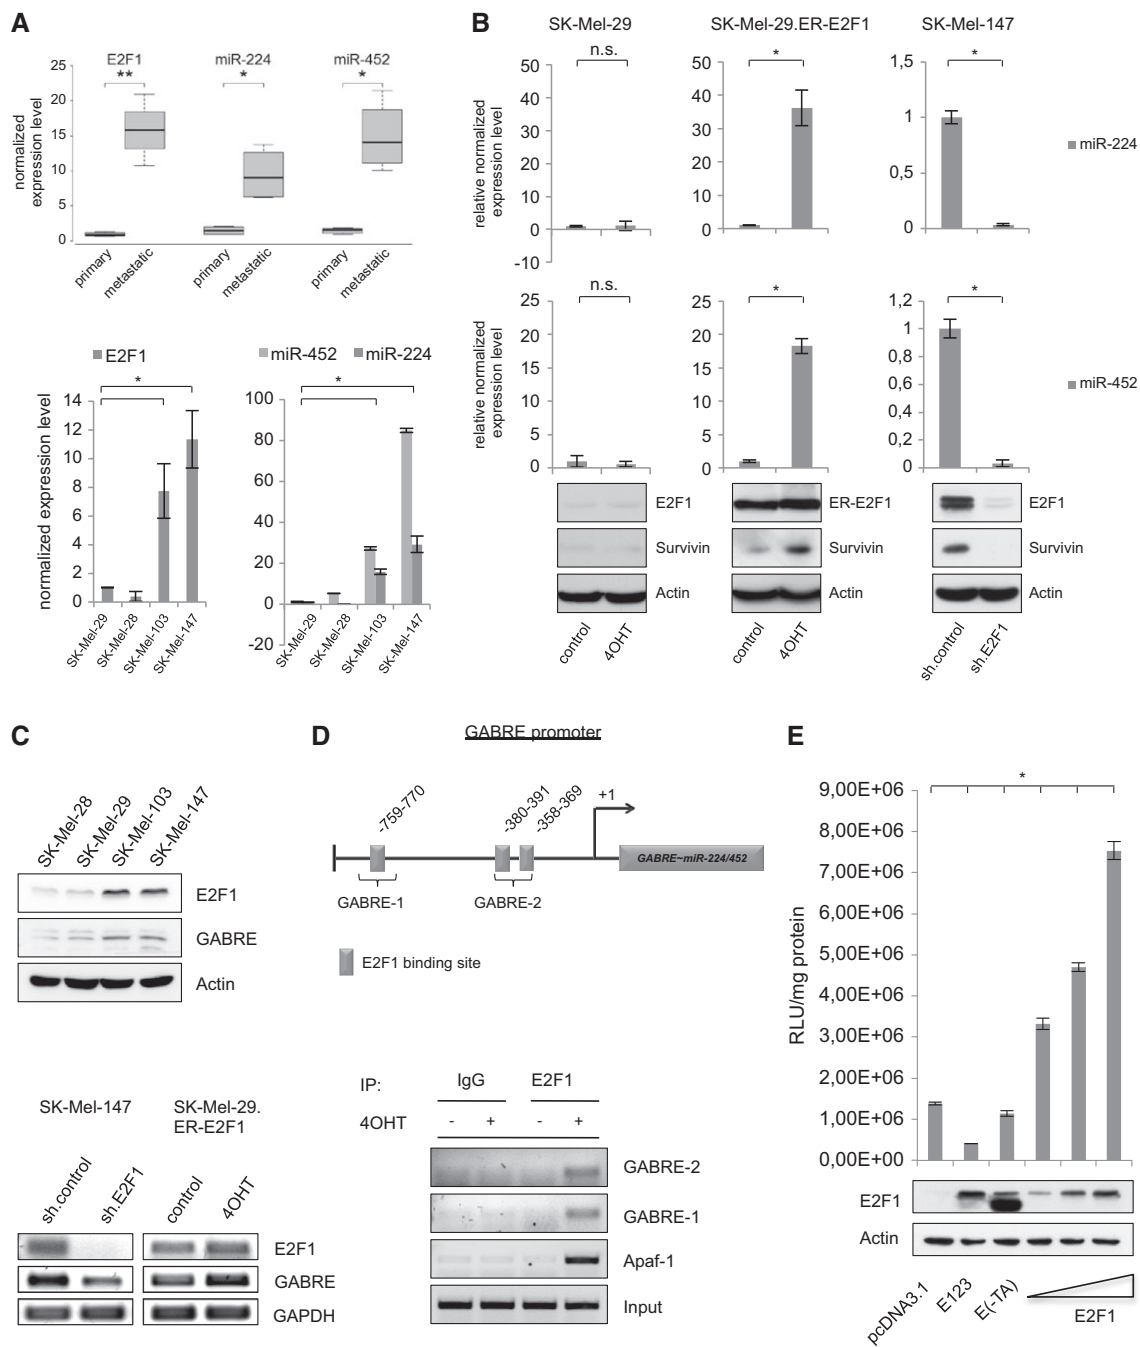 A
E2F1
miR-224
miR-452
**
*
*
normalized
expression level
25
20
15
10
5
0
primary
metastatic
primary
metastatic
primary
metastatic
E2F1
*
normalized expression level
14
12
10
8
6
4
2
0
SK-Mel-29
SK-Mel-28
SK-Mel-103
SK-Mel-147
miR-452
miR-224
*
100
80
60
40
20
0
-20
SK-Mel-29
SK-Mel-28
SK-Mel-103
SK-Mel-147
B
SK-Mel-29
SK-Mel-29.ER-E2F1
SK-Mel-147
relative normalized
expression level
n.s.
50
40
30
20
10
0
-10
*
50
40
30
20
10
0
*
1,5
1
0,5
0
miR-224
relative normalized
expression level
n.s.
25
20
15
10
5
0
*
25
20
15
10
5
0
*
1,2
1
0,8
0,6
0,4
0,2
0
miR-452
E2F1
Survivin
Actin
control
4OHT
ER-E2F1
Survivin
Actin
control
4OHT
E2F1
Survivin
Actin
sh.control
sh.E2F1
C
SK-Mel-28
SK-Mel-29
SK-Mel-103
SK-Mel-147
E2F1
GABRE
Actin
SK-Mel-147
SK-Mel-29.
ER-E2F1
sh.control
sh.E2F1
control
4OHT
E2F1
GABRE
GAPDH
D
GABRE promoter
-759-770
-380-391
-358-369
+1
GABRE~miR-224/452
GABRE-1
GABRE-2
E2F1 binding site
IP:
IgG
E2F1
4OHT
- + - +
GABRE-2
GABRE-1
Apaf-1
Input
E
*
RLU/mg protein
9,00E+06
8,00E+06
7,00E+06
6,00E+06
5,00E+06
4,00E+06
3,00E+06
2,00E+06
1,00E+06
0,00E+00
E2F1
Actin
pcDNA3.1
E123
E(-TA)
E2F1